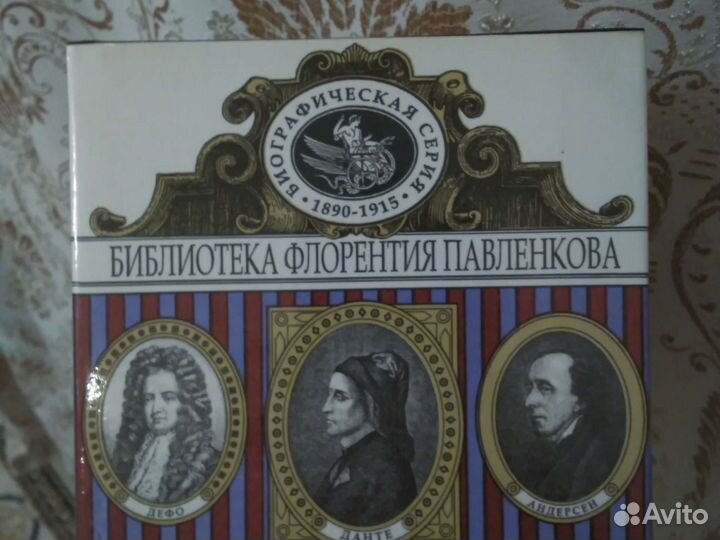 БИОГРАФИЧЕСКАЯ СЕРИЯ
• 1890-1915 •
БИБЛИОТЕКА ФЛОРЕНТИЯ ПАВЛЕНКОВА
ДЕФО
ДАНТЕ
АНДЕРСЕН
Avito